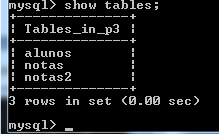 mysql> show tables;
+--------------+
| Tables_in_p3 |
+--------------+
| alunos       |
| notas        |
| notas2       |
+--------------+
3 rows in set (0.00 sec)
mysql> _